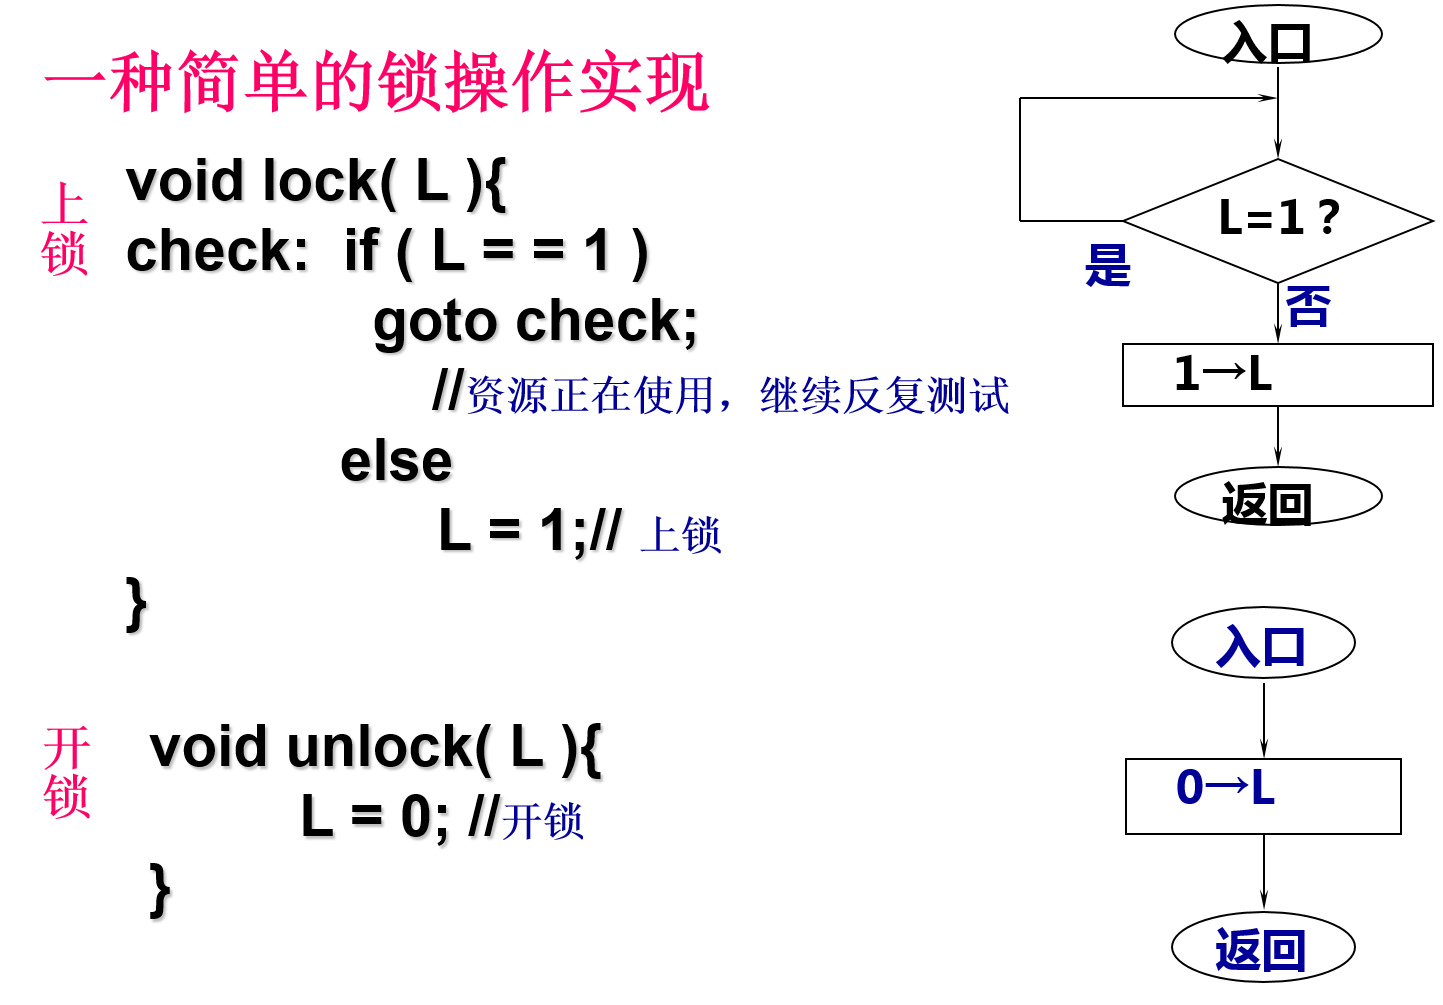 一种简单的锁操作实现
上锁
void lock( L ){
check:  if ( L = = 1 )
goto check;
//资源正在使用，继续反复测试
else
L = 1;// 上锁
}
开锁
void unlock( L ){
L = 0; //开锁
}
入口
L=1？
是
否
1→L
返回
入口
0→L
返回